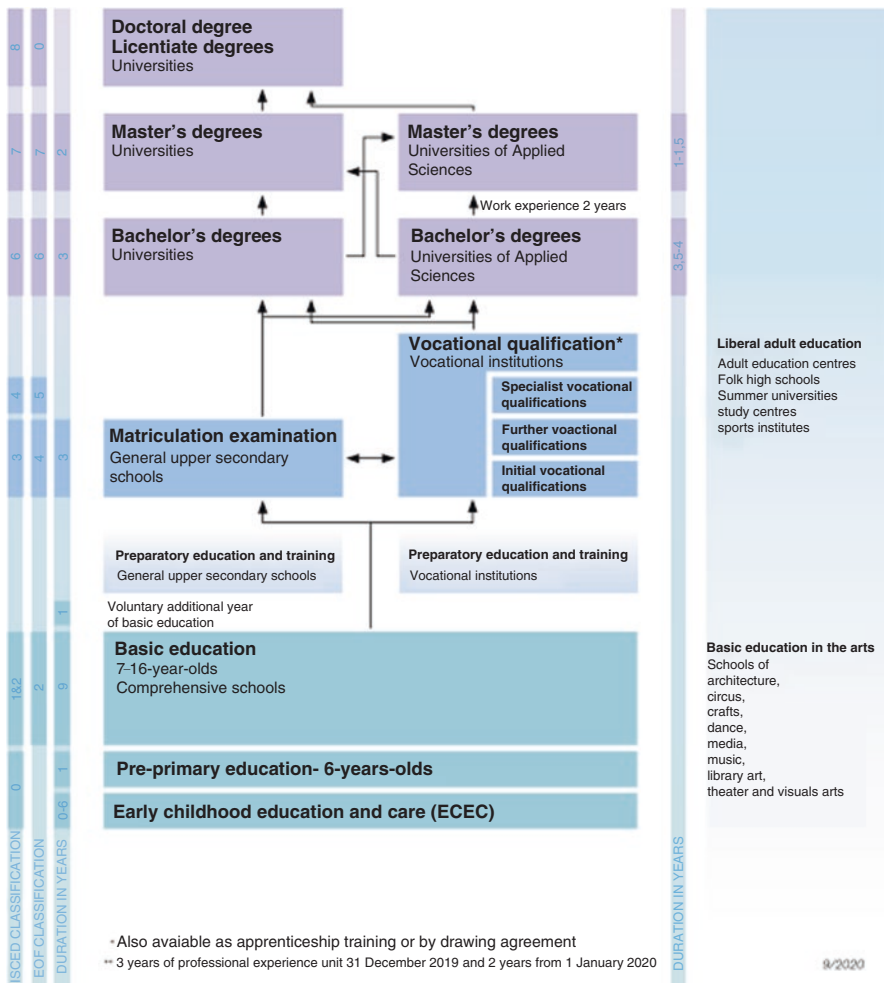 Doctoral degree
Licentiate degrees
Universities
8
0
Master's degrees
Universities
Master's degrees
Universities of Applied
Sciences
7
7
2
1-1,5
Work experience 2 years
Bachelor's degrees
Universities
Bachelor's degrees
Universities of Applied
Sciences
6
6
3
3,5-4
Vocational qualification*
Vocational institutions
Specialist vocational
qualifications
Further voactional
qualifications
Initial vocational
qualifications
4
5
Matriculation examination
General upper secondary
schools
3
4
3
Preparatory education and training
General upper secondary schools
Preparatory education and training
Vocational institutions
Voluntary additional year
of basic education
1
Basic education
7-16-year-olds
Comprehensive schools
1&2
2
9
Pre-primary education- 6-years-olds
0
1
Early childhood education and care (ECEC)
0-6
ISCED CLASSIFICATION
EOF CLASSIFICATION
DURATION IN YEARS
DURATION IN YEARS
Liberal adult education
Adult education centres
Folk high schools
Summer universities
study centres
sports institutes
Basic education in the arts
Schools of
architecture,
circus,
crafts,
dance,
media,
music,
library art,
theater and visuals arts
*Also avaiable as apprenticeship training or by drawing agreement
** 3 years of professional experience unit 31 December 2019 and 2 years from 1 January 2020
9/2020